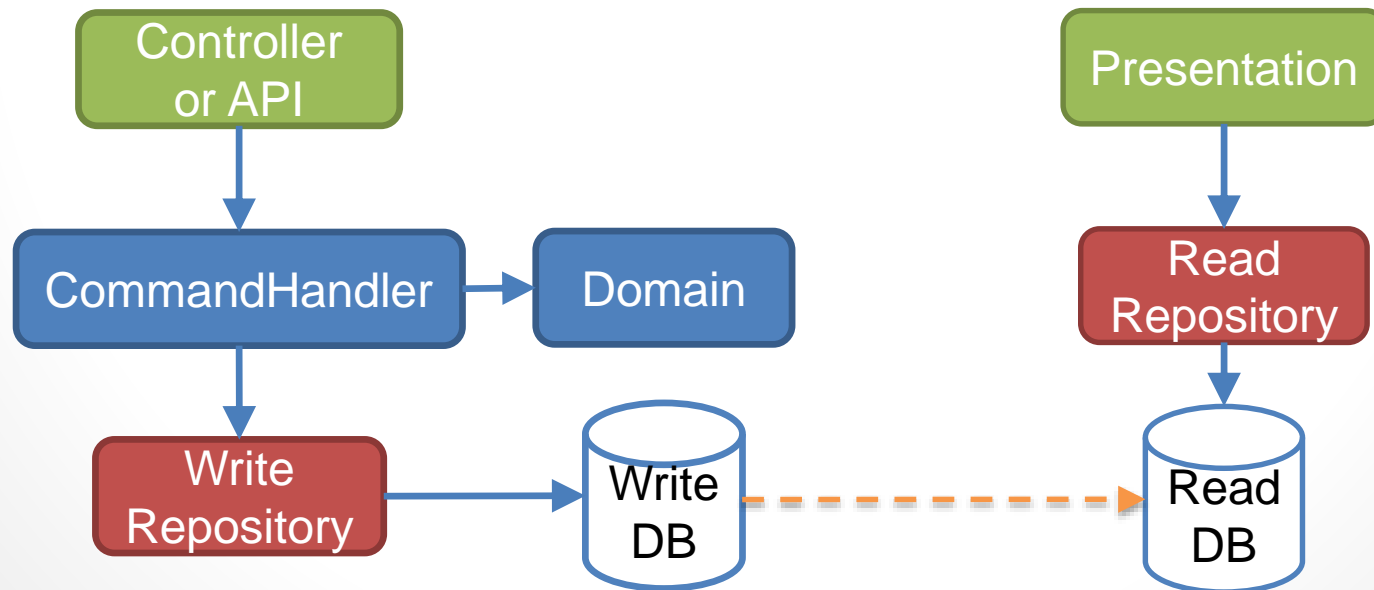 Controller
or API
Presentation
CommandHandler
Domain
Read
Repository
Write
Repository
Write
DB
Read
DB